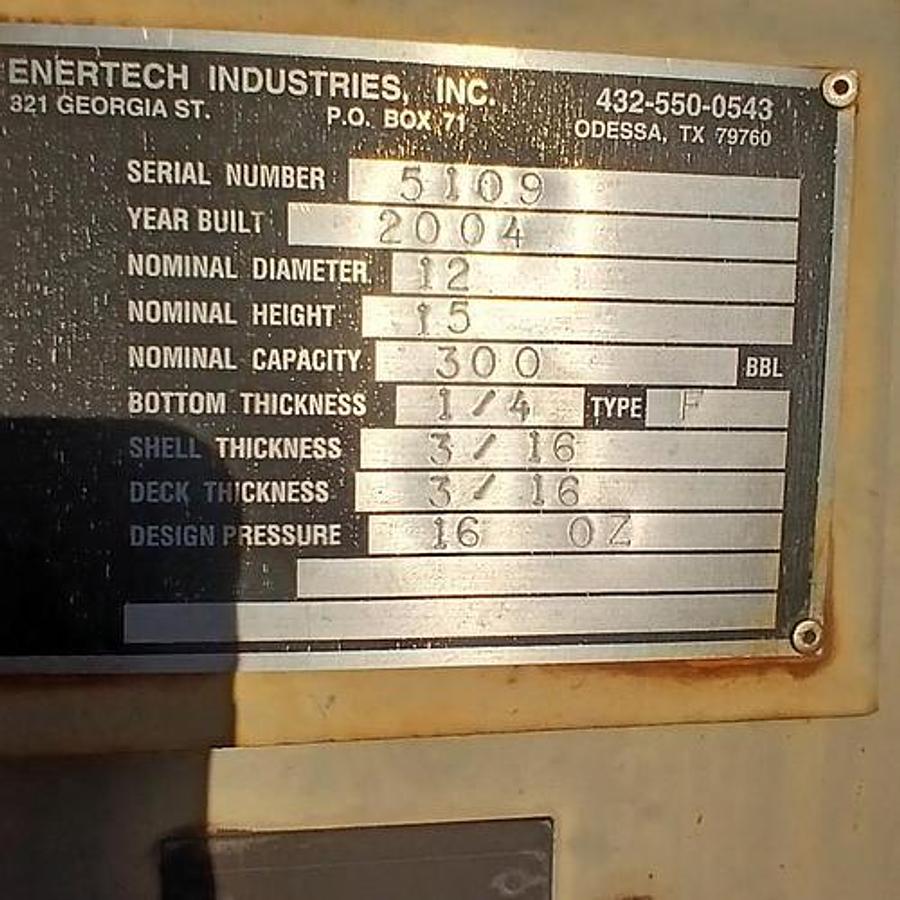 ENERTECH INDUSTRIES, INC.
321 GEORGIA ST. P.O. BOX 71
432-550-0543
ODESSA, TX 79760
SERIAL NUMBER 5109
YEAR BUILT 2004
NOMINAL DIAMETER 12
NOMINAL HEIGHT 15
NOMINAL CAPACITY 300 BBL
BOTTOM THICKNESS 1/4 TYPE F
SHELL THICKNESS 3/16
DECK THICKNESS 3/16
DESIGN PRESSURE 16 OZ